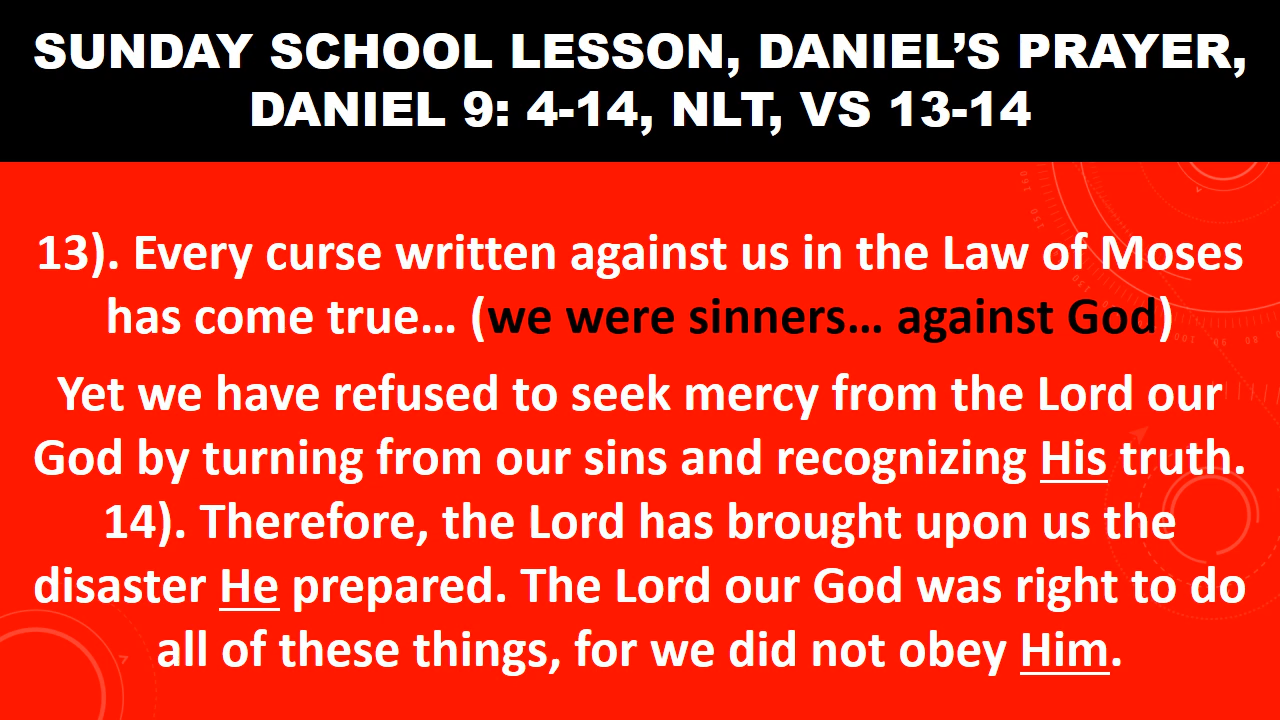 SUNDAY SCHOOL LESSON, DANIEL’S PRAYER,
DANIEL 9: 4-14, NLT, VS 13-14
13). Every curse written against us in the Law of Moses
has come true... (we were sinners... against God)
Yet we have refused to seek mercy from the Lord our
God by turning from our sins and recognizing His truth.
14). Therefore, the Lord has brought upon us the
disaster He prepared. The Lord our God was right to do
all of these things, for we did not obey Him.